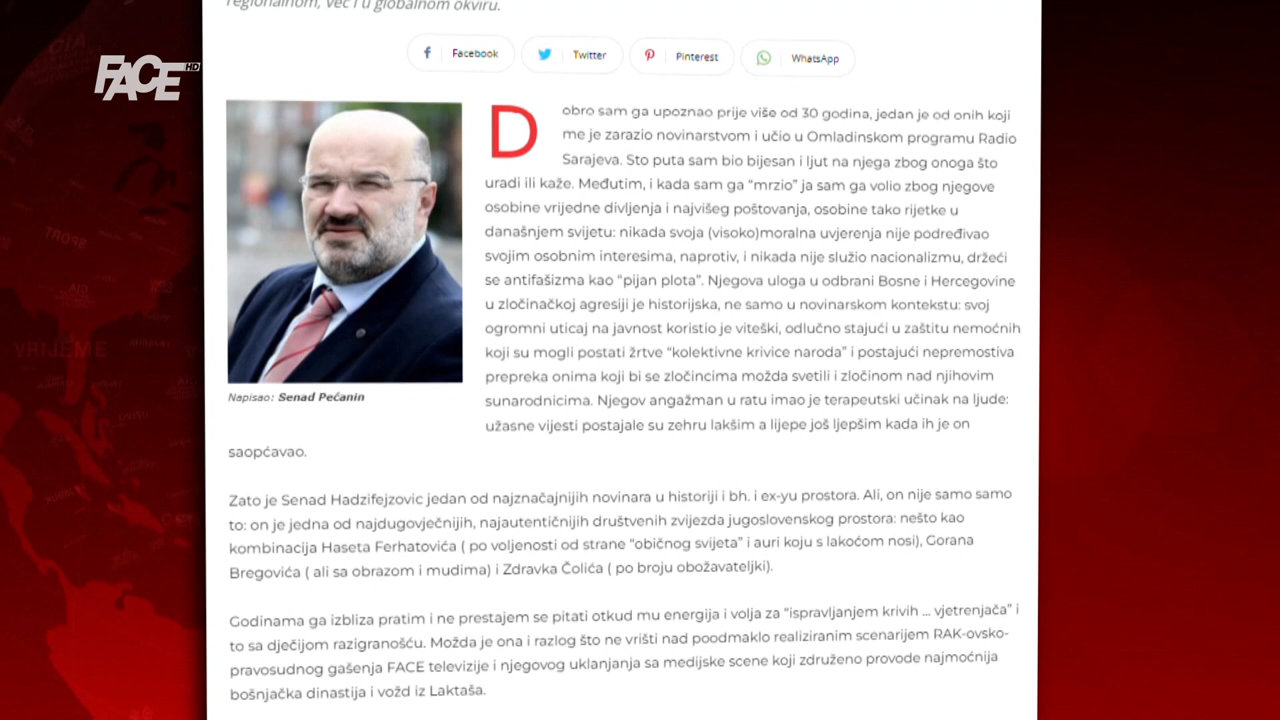 regionalnom, već i u globalnom okviru.
FACE HD
Facebook
Twitter
Pinterest
WhatsApp
Dobro sam ga upoznao prije više od 30 godina, jedan je od onih koji
me je zarazio novinarstvom i učio u Omladinskom programu Radio
Sarajeva. Sto puta sam bio bijesan i ljut na njega zbog onoga što
uradi ili kaže. Međutim, i kada sam ga “mrzio” ja sam ga volio zbog njegove
osobine vrijedne divljenja i najvišeg poštovanja, osobine tako rijetke u
današnjem svijetu: nikada svoja (visoko)moralna uvjerenja nije podređivao
svojim osobnim interesima, naprotiv, i nikada nije služio nacionalizmu, držeći
se antifašizma kao “pijan plota”. Njegova uloga u odbrani Bosne i Hercegovine
u zločinačkoj agresiji je historijska, ne samo u novinarskom kontekstu: svoj
ogromni uticaj na javnost koristio je viteški, odlučno stajući u zaštitu nemoćnih
koji su mogli postati žrtve “kolektivne krivice naroda” i postajući nepremostiva
prepreka onima koji bi se zločincima možda svetili i zločinom nad njihovim
sunarodnicima. Njegov angažman u ratu imao je terapeutski učinak na ljude:
užasne vijesti postajale su zehru lakšim a lijepe još ljepšim kada ih je on
saopćavao.
Napisao: Senad Pećanin
Zato je Senad Hadzifejzovic jedan od najznačajnijih novinara u historiji i bh. i ex-yu prostora. Ali, on nije samo samo
to: on je jedna od najdugovječnijih, najautentičnijih društvenih zvijezda jugoslovenskog prostora: nešto kao
kombinacija Haseta Ferhatovića ( po voljenosti od strane “običnog svijeta” i auri koju s lakoćom nosi), Gorana
Bregovića ( ali sa obrazom i mudima) i Zdravka Čolića ( po broju obožavateljki).
Godinama ga izbliza pratim i ne prestajem se pitati otkud mu energija i volja za “ispravljanjem krivih ... vjetrenjača” i
to sa dječijom razigranošću. Možda je ona i razlog što ne vrišti nad poodmaklo realiziranim scenarijem RAK-ovsko-
pravosudnog gašenja FACE televizije i njegovog uklanjanja sa medijske scene koji združeno provode najmoćnija
bošnjačka dinastija i vožd iz Laktaša.
VRIJEME
SPORT
CIA